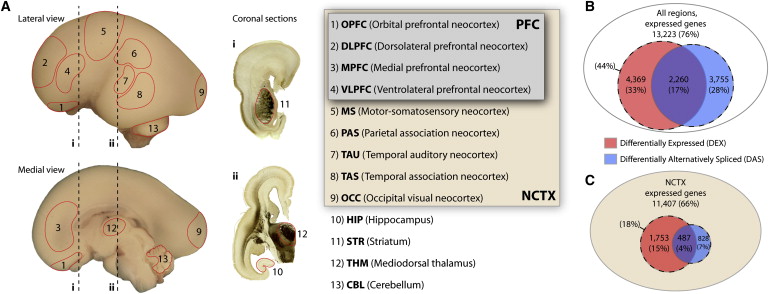 A
Lateral view
5
2
4
6
7
8
1
9
13
i
ii
Medial view
3
12
9
1
13
i
ii
Coronal sections
i
11
ii
12
10
PFC
1) OPFC (Orbital prefrontal neocortex)
2) DLPFC (Dorsolateral prefrontal neocortex)
3) MPFC (Medial prefrontal neocortex)
4) VLPFC (Ventrolateral prefrontal neocortex)
5) MS (Motor-somatosensory neocortex)
6) PAS (Parietal association neocortex)
7) TAU (Temporal auditory neocortex)
8) TAS (Temporal association neocortex)
9) OCC (Occipital visual neocortex)
NCTX
10) HIP (Hippocampus)
11) STR (Striatum)
12) THM (Mediodorsal thalamus)
13) CBL (Cerebellum)
B
All regions,
expressed genes
13,223 (76%)
(44%)
4,369
(33%)
2,260
(17%)
3,755
(28%)
Differentially Expressed (DEX)
Differentially Alternatively Spliced (DAS)
C
NCTX
expressed genes
11,407 (66%)
(18%)
1,753
(15%)
487
(4%)
828
(7%)